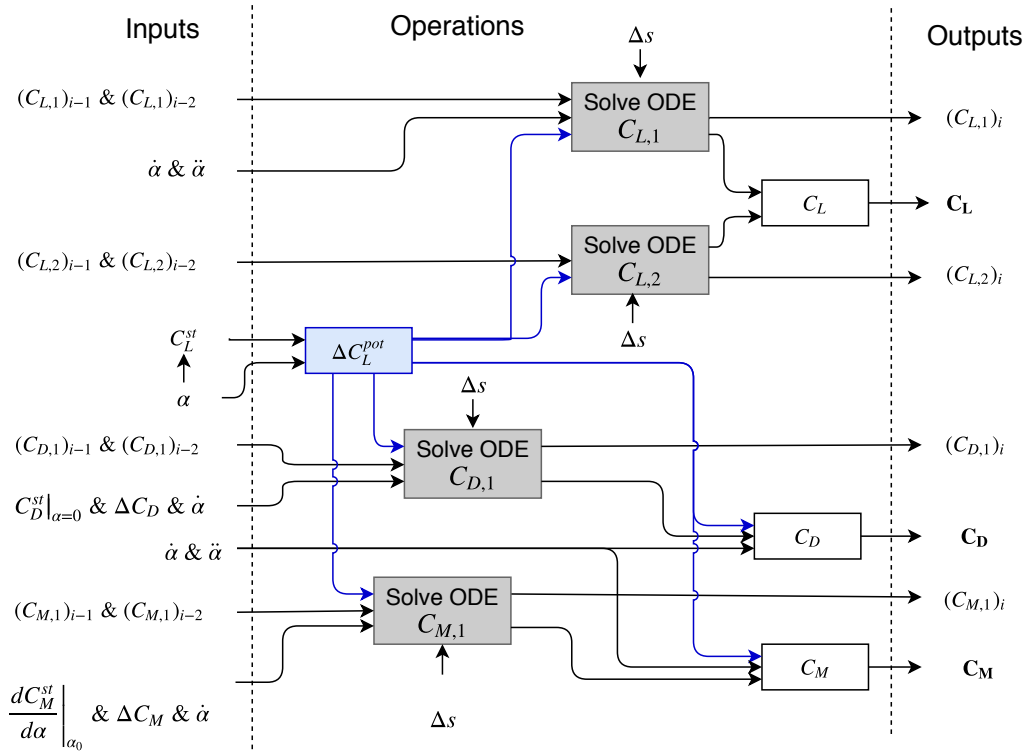 Inputs
Operations
Outputs
Δs
(C_{L,1})_{i−1} & (C_{L,1})_{i−2}
Solve ODE
C_{L,1}
(C_{L,1})_i
α̇ & α̈
C_L
C_L
(C_{L,2})_{i−1} & (C_{L,2})_{i−2}
Solve ODE
C_{L,2}
(C_{L,2})_i
Δs
C_L^{st}
ΔC_L^{pot}
α
Δs
(C_{D,1})_{i−1} & (C_{D,1})_{i−2}
Solve ODE
C_{D,1}
(C_{D,1})_i
C_D^{st}|_{α=0} & ΔC_D & α̇
C_D
C_D
α̇ & α̈
(C_{M,1})_{i−1} & (C_{M,1})_{i−2}
Solve ODE
C_{M,1}
(C_{M,1})_i
C_M
C_M
dC_M^{st}/dα|_{α_0} & ΔC_M & α̇
Δs